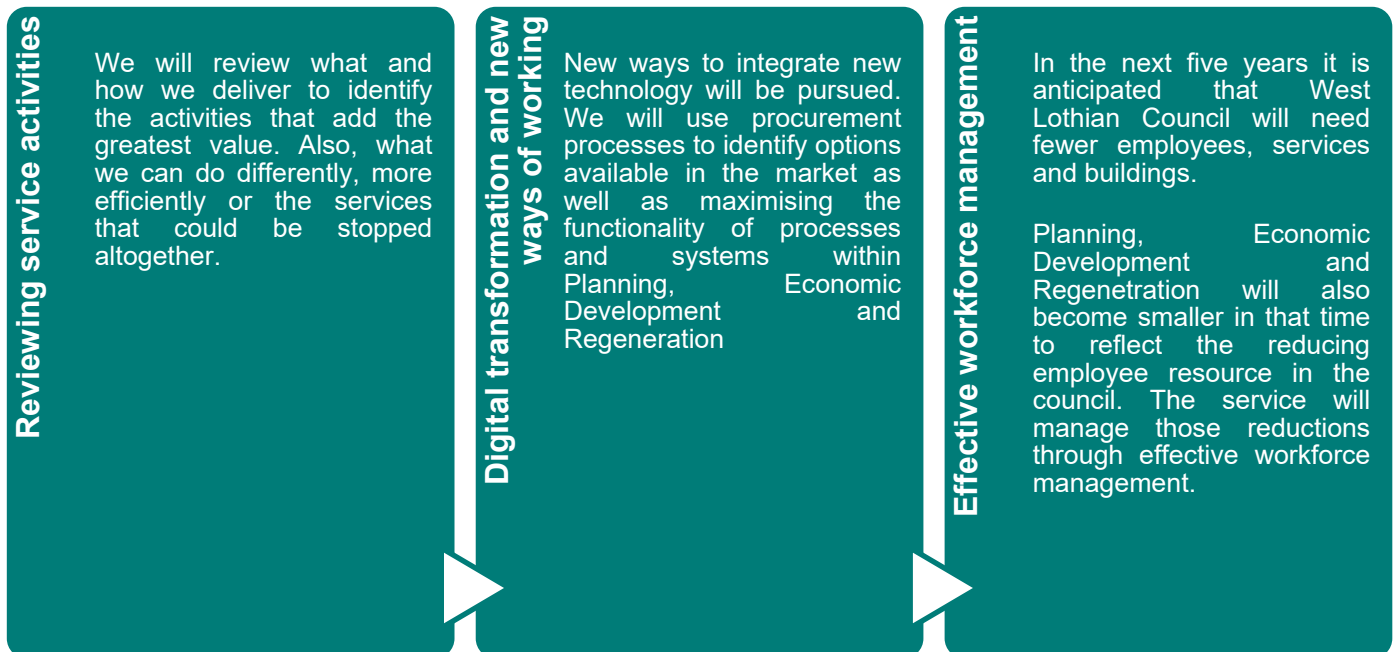 Reviewing service activities
We will review what and
how we deliver to identify
the activities that add the
greatest value. Also, what
we can do differently, more
efficiently or the services
that could be stopped
altogether.
Digital transformation and new
ways of working
New ways to integrate new
technology will be pursued.
We will use procurement
processes to identify options
available in the market as
well as maximising the
functionality of processes
and systems within
Planning, Economic
Development and
Regeneration
Effective workforce management
In the next five years it is
anticipated that West
Lothian Council will need
fewer employees, services
and buildings.
Planning, Economic
Development and
Regenetration will also
become smaller in that time
to reflect the reducing
employee resource in the
council. The service will
manage those reductions
through effective workforce
management.